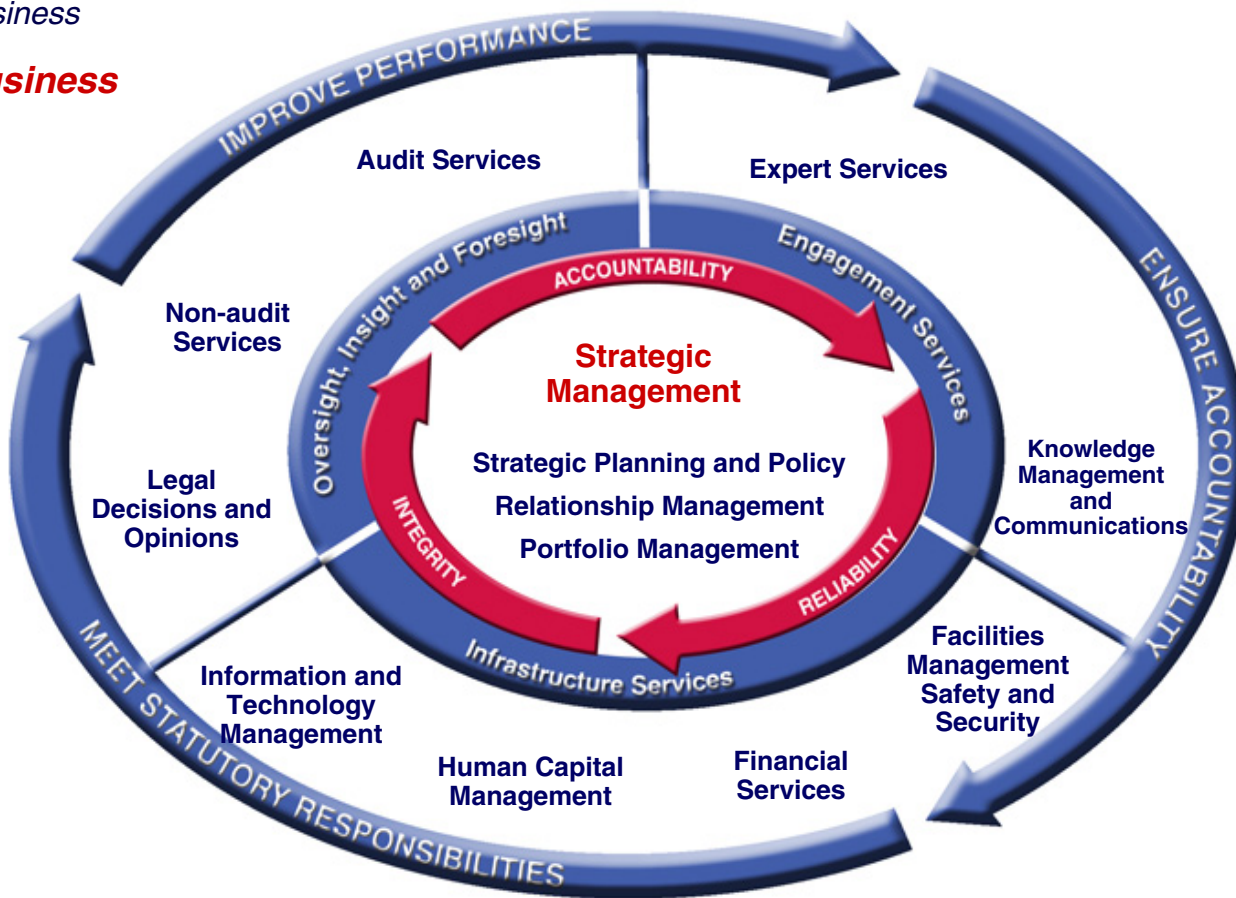 IMPROVE PERFORMANCE
Audit Services
Expert Services
Oversight, Insight and Foresight
Engagement Services
ACCOUNTABILITY
ENSURE ACCOUNTABILITY
Non-audit
Services
Strategic
Management
Strategic Planning and Policy
Relationship Management
Portfolio Management
Legal
Decisions and
Opinions
Knowledge
Management
and
Communications
INTEGRITY
RELIABILITY
Infrastructure Services
MEET STATUTORY RESPONSIBILITIES
Information and
Technology
Management
Human Capital
Management
Financial
Services
Facilities
Management
Safety and
Security